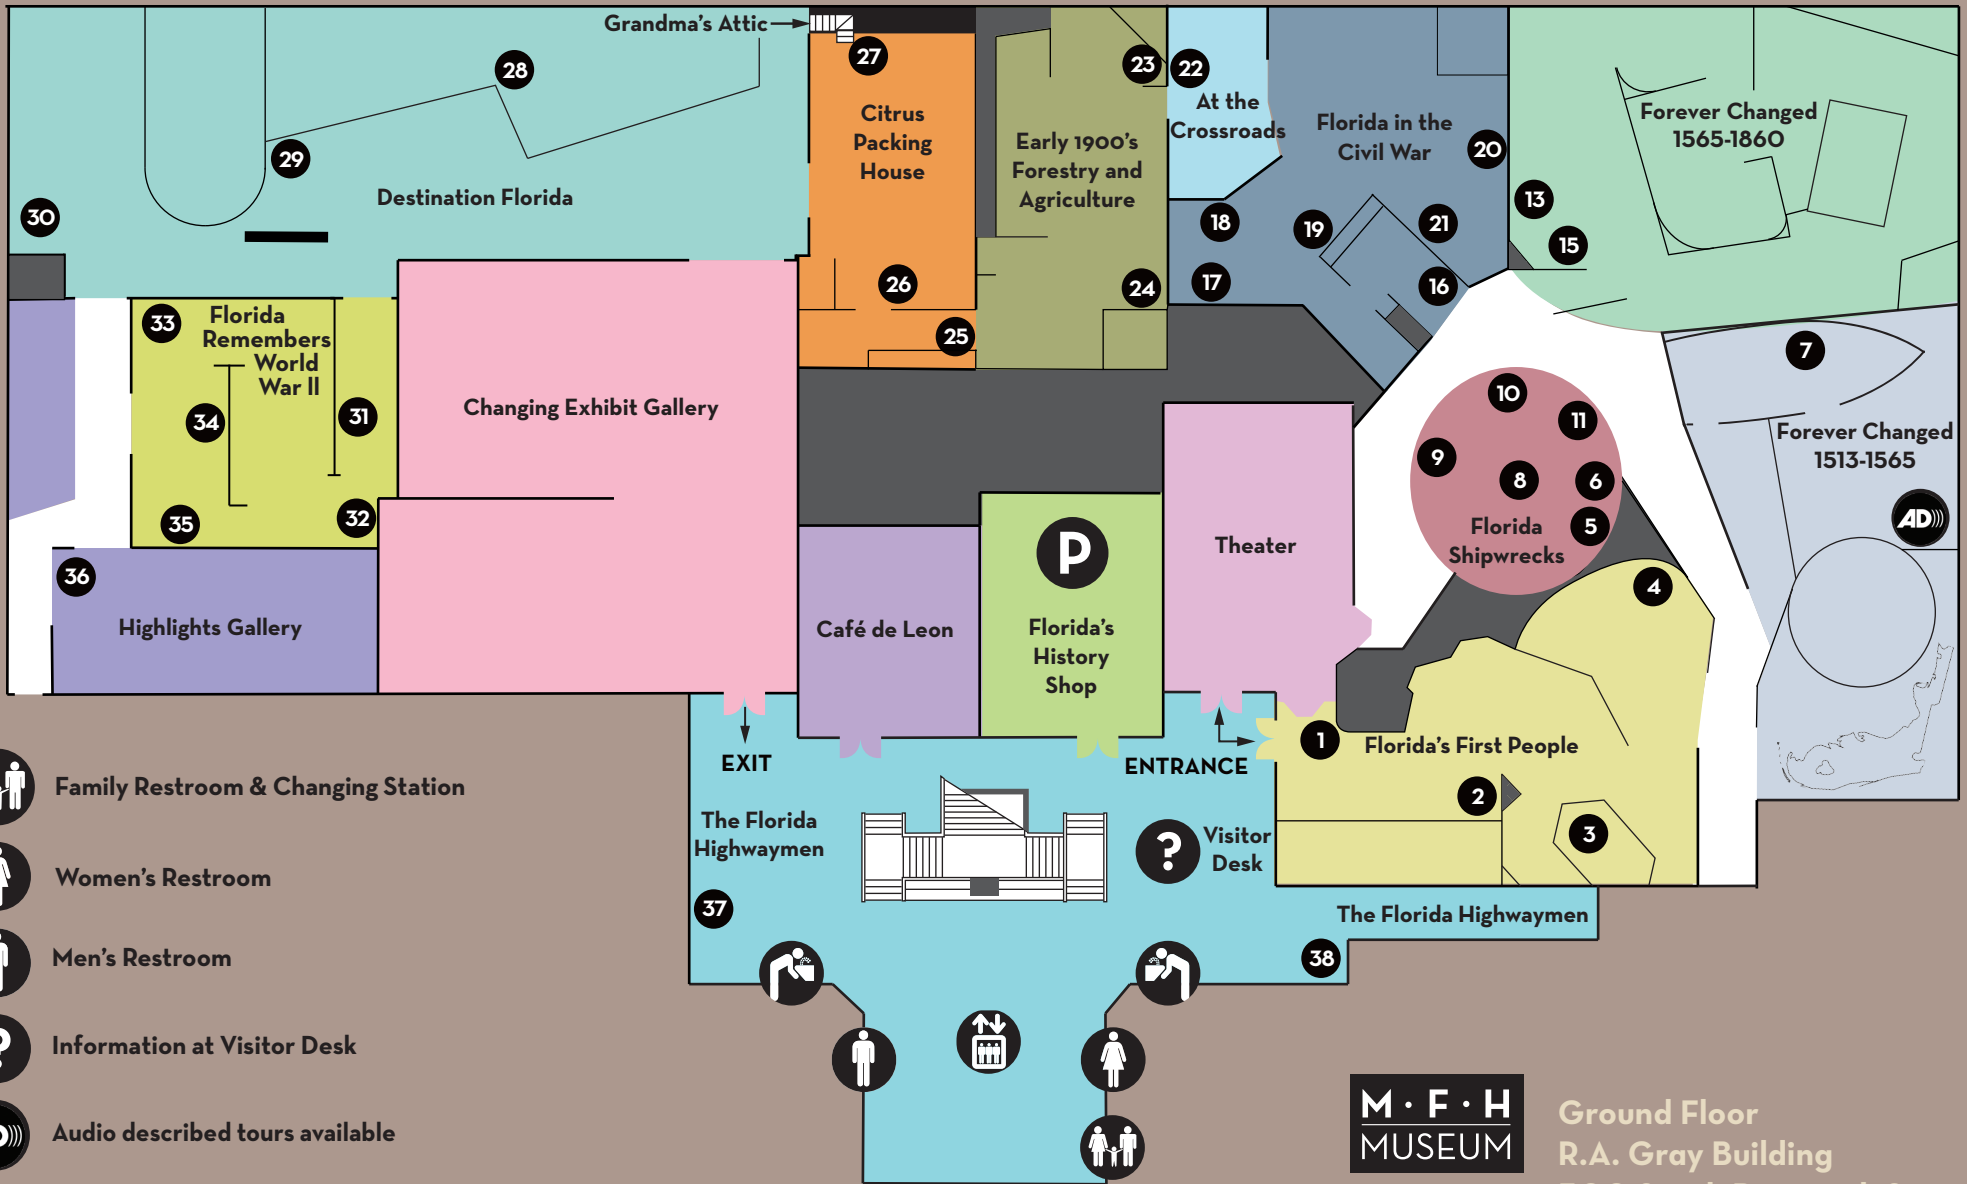 Grandma's Attic
28
27
Citrus
Packing
House
23
22
At the
Crossroads
Early 1900's
Forestry and
Agriculture
Florida in the
Civil War
20
Forever Changed
1565-1860
29
Destination Florida
30
18
19
21
13
15
17
16
24
26
25
33
Florida
Remembers
World
War II
34
31
35
32
Changing Exhibit Gallery
7
Forever Changed
1513-1565
AD
10
11
9
8
6
5
Florida
Shipwrecks
4
Theater
P
Florida's
History
Shop
Café de Leon
36
Highlights Gallery
EXIT
ENTRANCE
1
Florida's First People
2
3
The Florida
Highwaymen
?
Visitor
Desk
37
The Florida Highwaymen
38
Family Restroom & Changing Station
Women's Restroom
Men's Restroom
?
Information at Visitor Desk
Audio described tours available
M·F·H
MUSEUM
Ground Floor
R.A. Gray Building